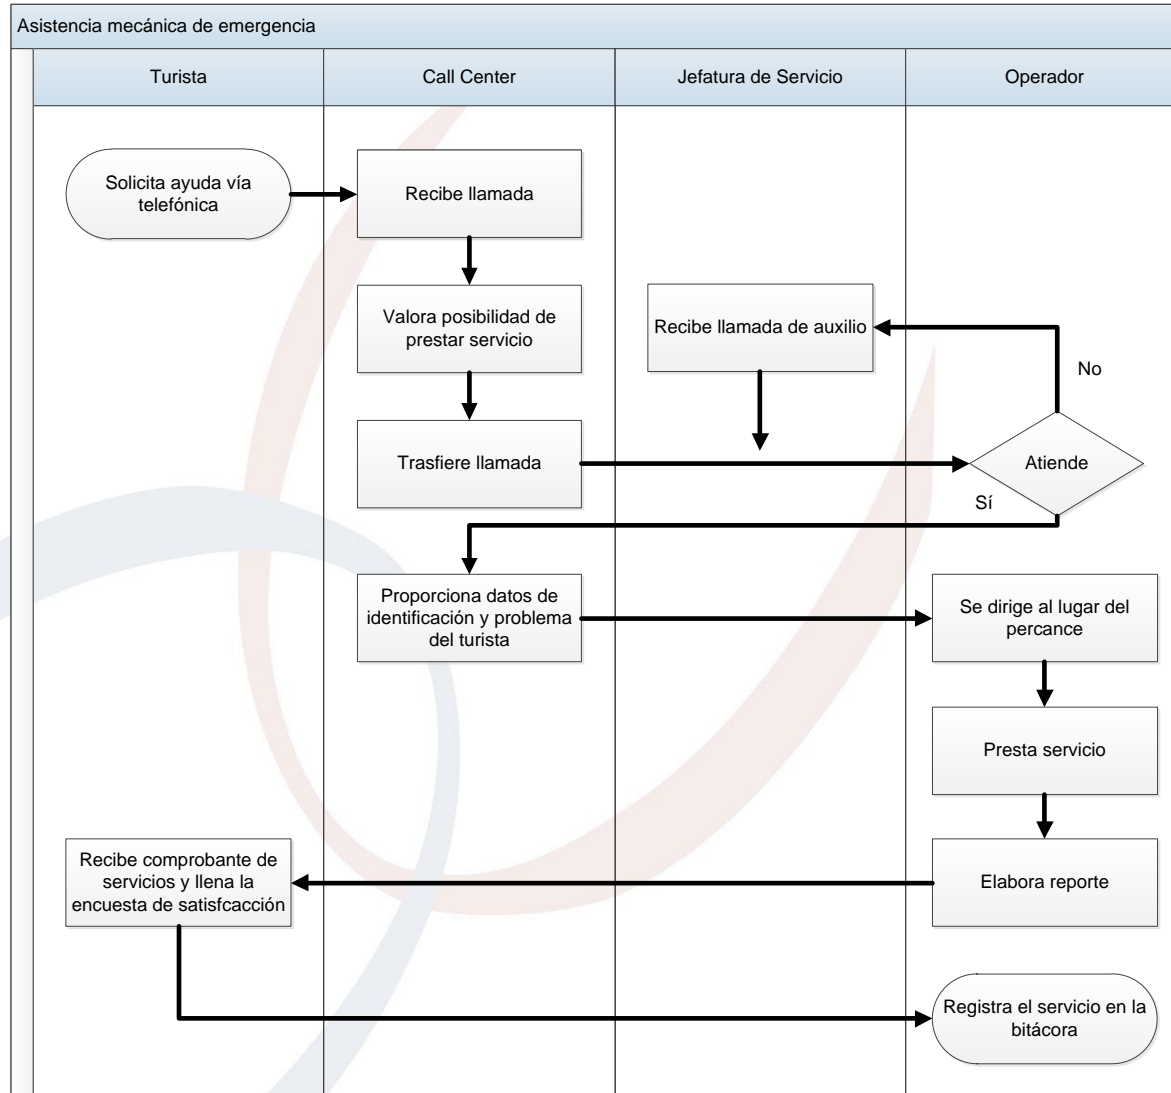 Asistencia mecánica de emergencia
Turista
Call Center
Jefatura de Servicio
Operador
Solicita ayuda vía
telefónica
Recibe llamada
Valora posibilidad de
prestar servicio
Recibe llamada de auxilio
No
Trasfiere llamada
Atiende
Sí
Proporciona datos de
identificación y problema
del turista
Se dirige al lugar del
percance
Presta servicio
Recibe comprobante de
servicios y llena la
encuesta de satisfcacción
Elabora reporte
Registra el servicio en la
bitácora